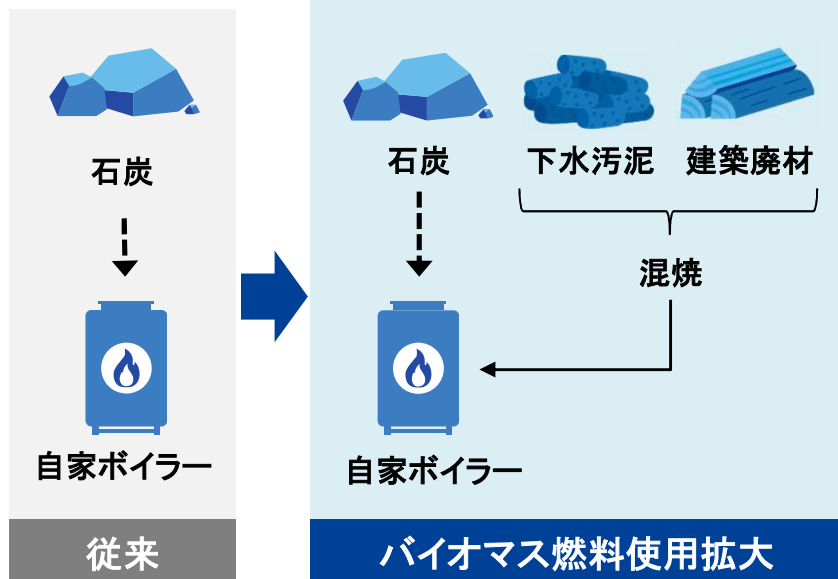 石炭
自家ボイラー
従来
石炭
下水汚泥
建築廃材
混焼
自家ボイラー
バイオマス燃料使用拡大